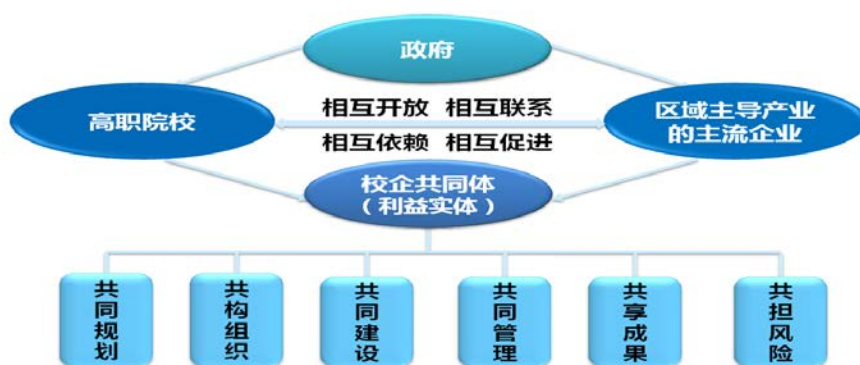 政府
高职院校
相互开放 相互联系
相互依赖 相互促进
区域主导产业
的主流企业
校企共同体
（利益实体）
共同规划
共构组织
共同建设
共同管理
共享成果
共担风险